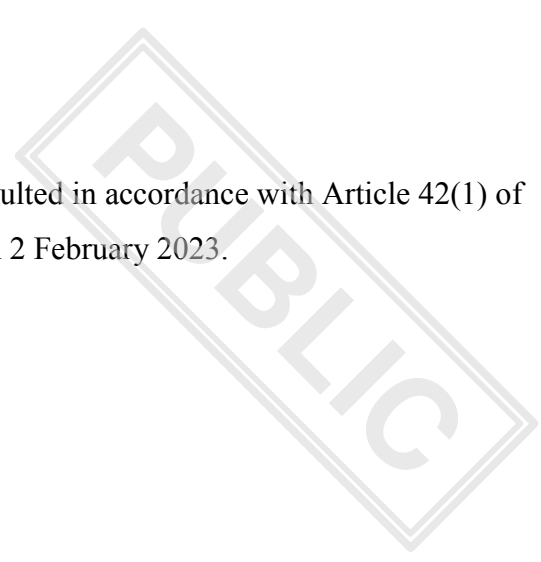 ulted in accordance with Article 42(1) of
2 February 2023.
PUBLIC